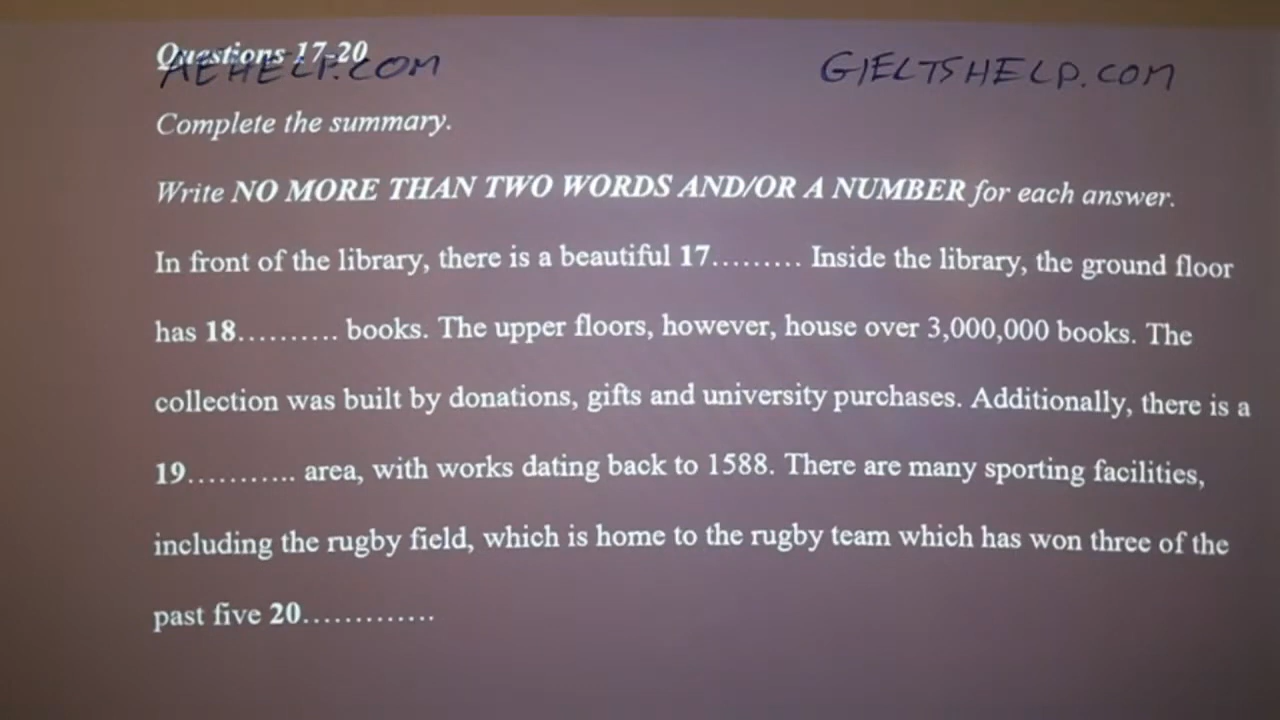 Questions 17-20
AEHELP.COM GIELTSHELP.COM
Complete the summary.
Write NO MORE THAN TWO WORDS AND/OR A NUMBER for each answer.
In front of the library, there is a beautiful 17......... Inside the library, the ground floor
has 18.......... books. The upper floors, however, house over 3,000,000 books. The
collection was built by donations, gifts and university purchases. Additionally, there is a
19........... area, with works dating back to 1588. There are many sporting facilities,
including the rugby field, which is home to the rugby team which has won three of the
past five 20.............